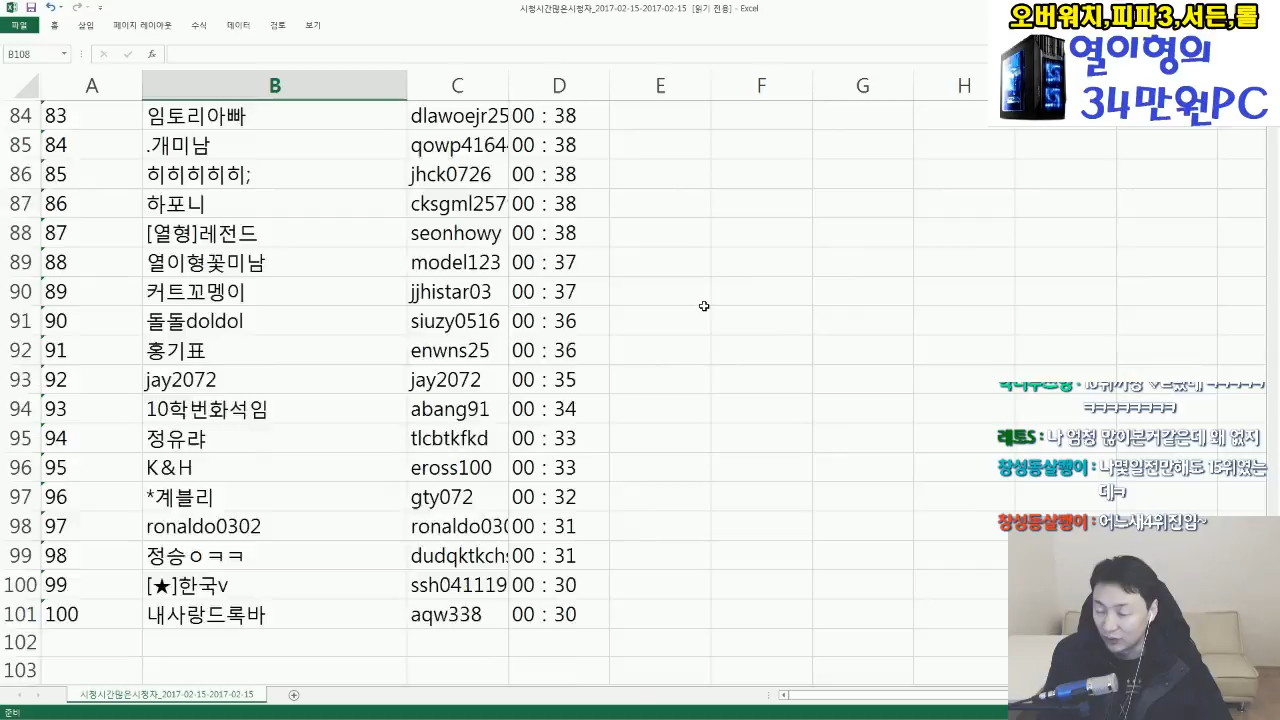 시청시간많은시청자_2017-02-15-2017-02-15 [읽기 전용] - Excel
파일 홈 삽입 페이지 레이아웃 수식 데이터 검토 보기
B108
fx
A B C D E F G H
84 83 임토리아빠 dlawoejr25 00 : 38
85 84 .개미남 qowp4164 00 : 38
86 85 히히히히히; jhck0726 00 : 38
87 86 하포니 cksgml257 00 : 38
88 87 [열형]레전드 seonhowy 00 : 38
89 88 열이형꽃미남 model123 00 : 37
90 89 커트꼬멩이 jjhistar03 00 : 37
91 90 돌돌doldol siuzy0516 00 : 36
92 91 홍기표 enwns25 00 : 36
93 92 jay2072 jay2072 00 : 35
94 93 10학번화석임 abang91 00 : 34
95 94 정유랴 tlcbtkfkd 00 : 33
96 95 K＆H eross100 00 : 33
97 96 *계블리 gty072 00 : 32
98 97 ronaldo0302 ronaldo030 00 : 31
99 98 정승ㅇㅋㅋ dudqktkchs 00 : 31
100 99 [★]한국v ssh041119 00 : 30
101 100 내사랑드록바 aqw338 00 : 30
102
103
시청시간많은시청자_2017-02-15-2017-02-15
준비
오버워치,피파3,서든,롤
열이형의
34만원PC
ㅋㅋㅋㅋㅋㅋㅋㅋ
레토S : 나 엄청 많이본거같은데 왜 없지
창성동살쾡이 : 나몇일전만해도 15위였는
데ㅋ
창성동살쾡이 : 어느새4위진입~